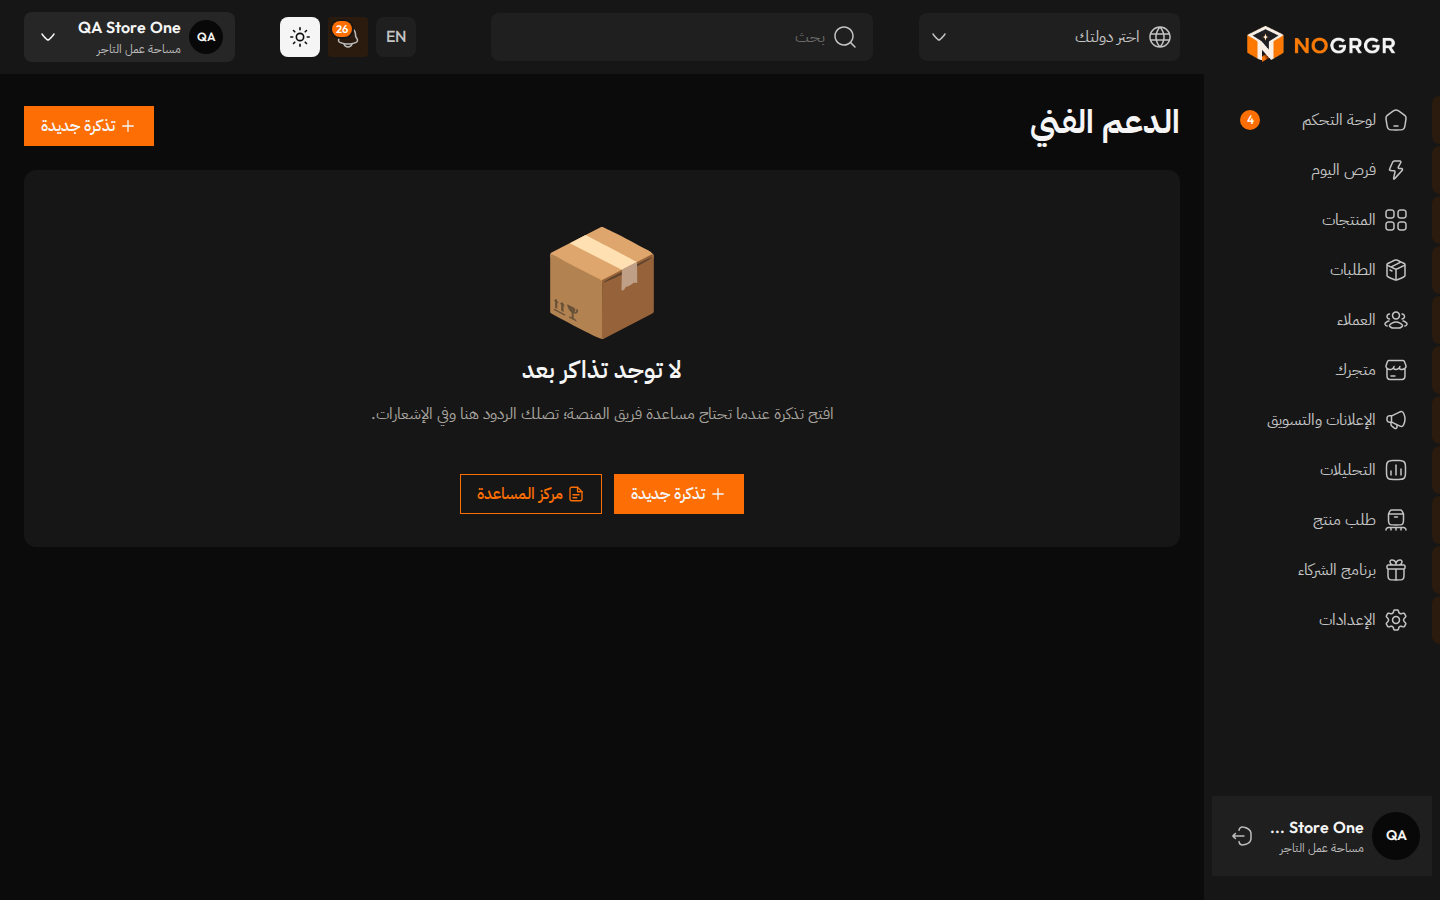 NOGRGR
اختر دولتك
بحث
EN
26
QA Store One
مساحة عمل التاجر
QA
لوحة التحكم
4
فرص اليوم
المنتجات
الطلبات
العملاء
متجرك
الإعلانات والتسويق
التحليلات
طلب منتج
برنامج الشركاء
الإعدادات
QA
... Store One
مساحة عمل التاجر
الدعم الفني
تذكرة جديدة
لا توجد تذاكر بعد
افتح تذكرة عندما تحتاج مساعدة فريق المنصة؛ تصلك الردود هنا وفي الإشعارات.
تذكرة جديدة
مركز المساعدة